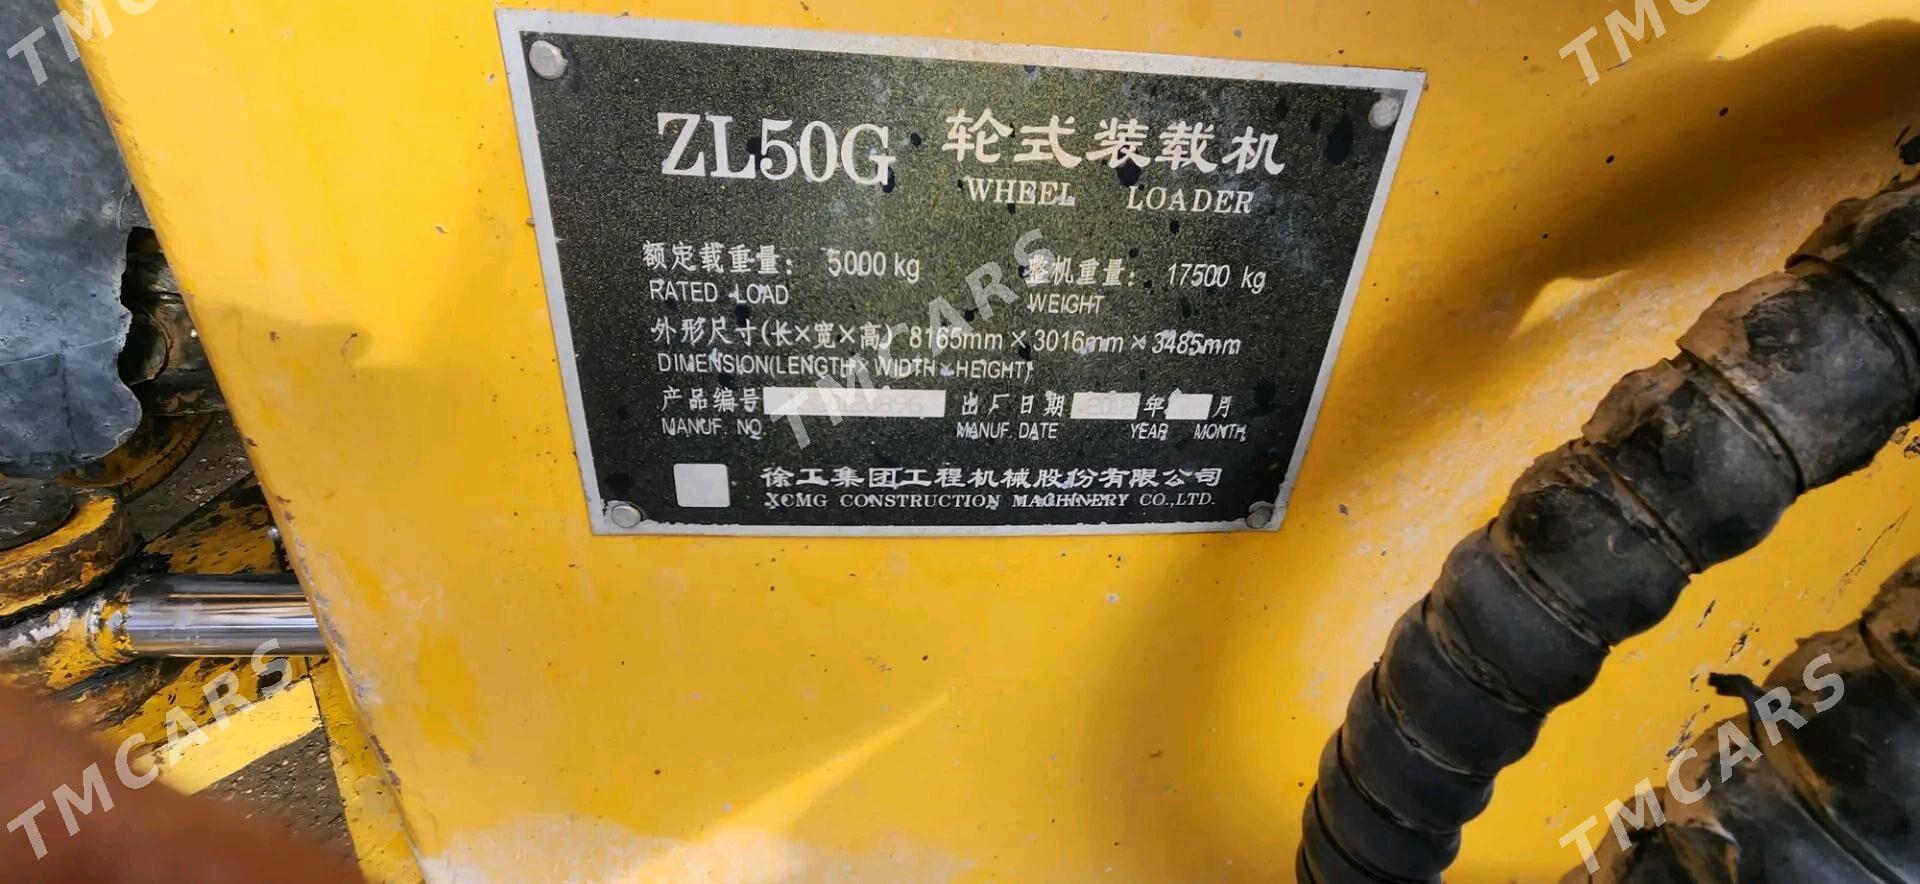 ZL50G 轮式装载机
WHEEL LOADER
额定载重量: 5000 kg 整机重量: 17500 kg
RATED LOAD WEIGHT
外形尺寸(长×宽×高) 8165mm×3016mm×3485mm
DIMENSION(LENGTH×WIDTH×HEIGHT)
产品编号 出厂日期 年 月
MANUF. NO. MANUF. DATE YEAR MONTH
徐工集团工程机械股份有限公司
XCMG CONSTRUCTION MACHINERY CO.,LTD.
TMCARS
TMCARS
TMCARS
TMCARS
TMCARS